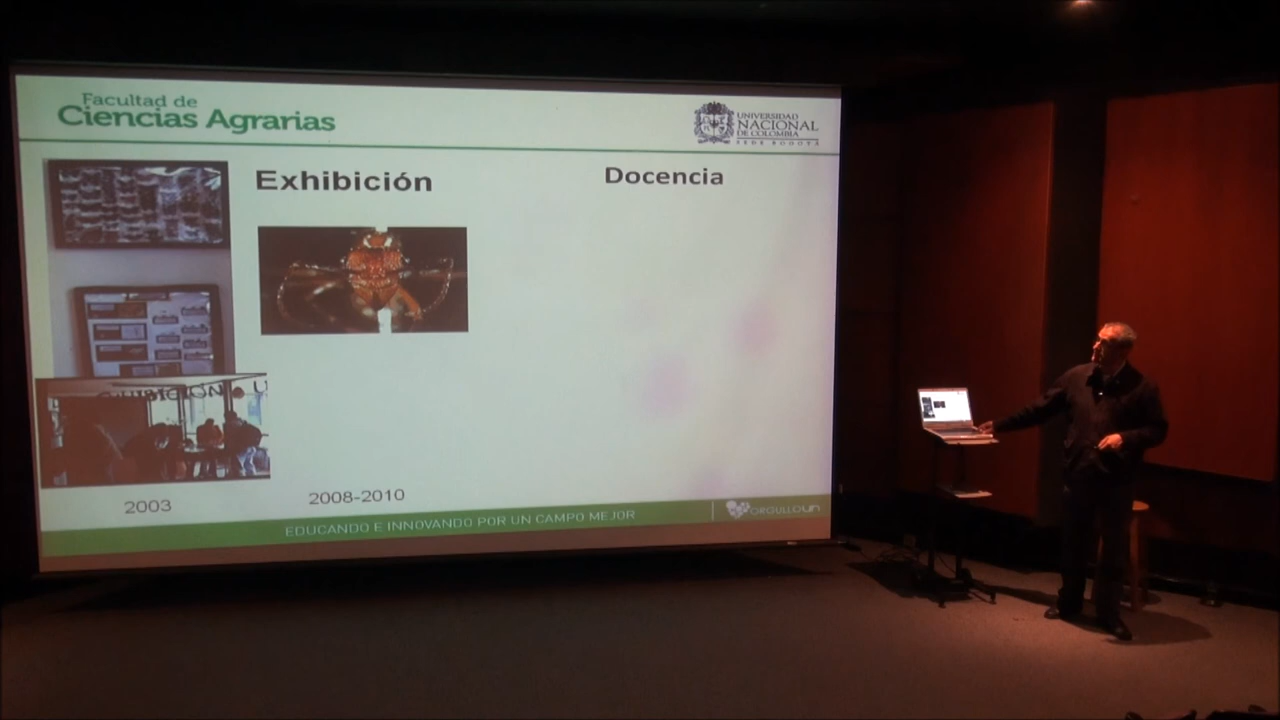 Facultad de
Ciencias Agrarias
UNIVERSIDAD
NACIONAL
DE COLOMBIA
SEDE BOGOTÁ
Exhibición
Docencia
2003
2008-2010
EDUCANDO E INNOVANDO POR UN CAMPO MEJOR
ORGULLOUN